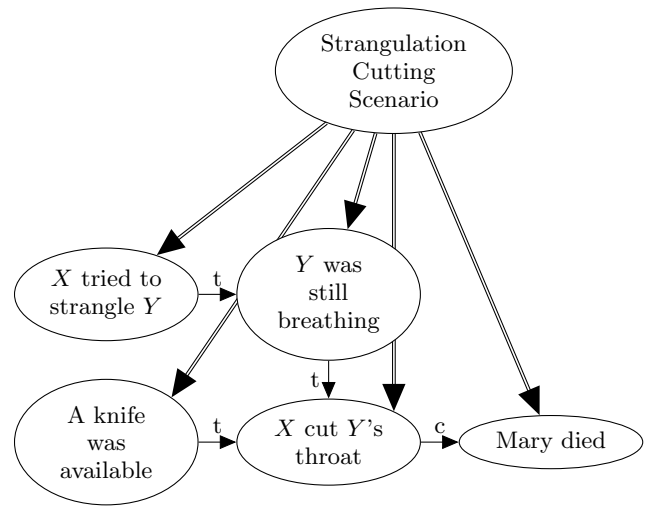 Strangulation
Cutting
Scenario
X tried to
strangle Y
t
Y was
still
breathing
t
A knife
was
available
t
X cut Y's
throat
c
Mary died